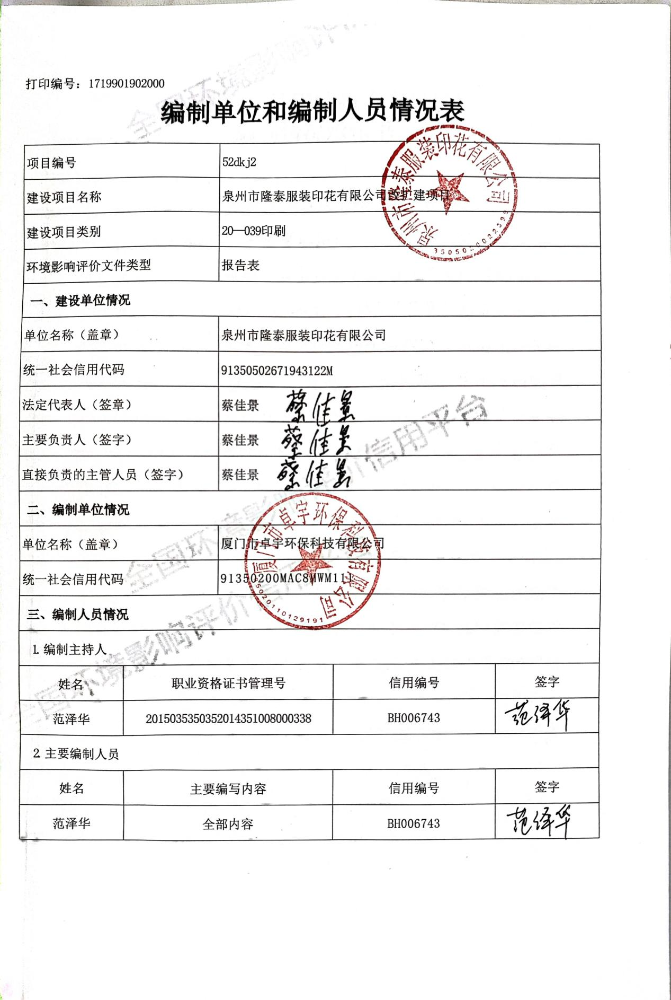 打印编号：1719901902000
编制单位和编制人员情况表
项目编号 52dkj2
建设项目名称 泉州市隆泰服装印花有限公司改扩建项目
建设项目类别 20—039印刷
环境影响评价文件类型 报告表
一、建设单位情况
单位名称（盖章） 泉州市隆泰服装印花有限公司
统一社会信用代码 91350502671943122M
法定代表人（签章） 蔡佳景 蔡佳景
主要负责人（签字） 蔡佳景 蔡佳景
直接负责的主管人员（签字） 蔡佳景 蔡佳景
二、编制单位情况
单位名称（盖章） 厦门市卓宇环保科技有限公司
统一社会信用代码
三、编制人员情况
1.编制主持人
姓名 职业资格证书管理号 信用编号 签字
范泽华 2015035350352014351008000338 BH006743 范泽华
2.主要编制人员
姓名 主要编写内容 信用编号 签字
范泽华 全部内容 BH006743 范泽华
泉州市隆泰服装印花有限公司
厦门市卓宇环保科技有限公司
35020110129191
全国环境影响评价信用平台